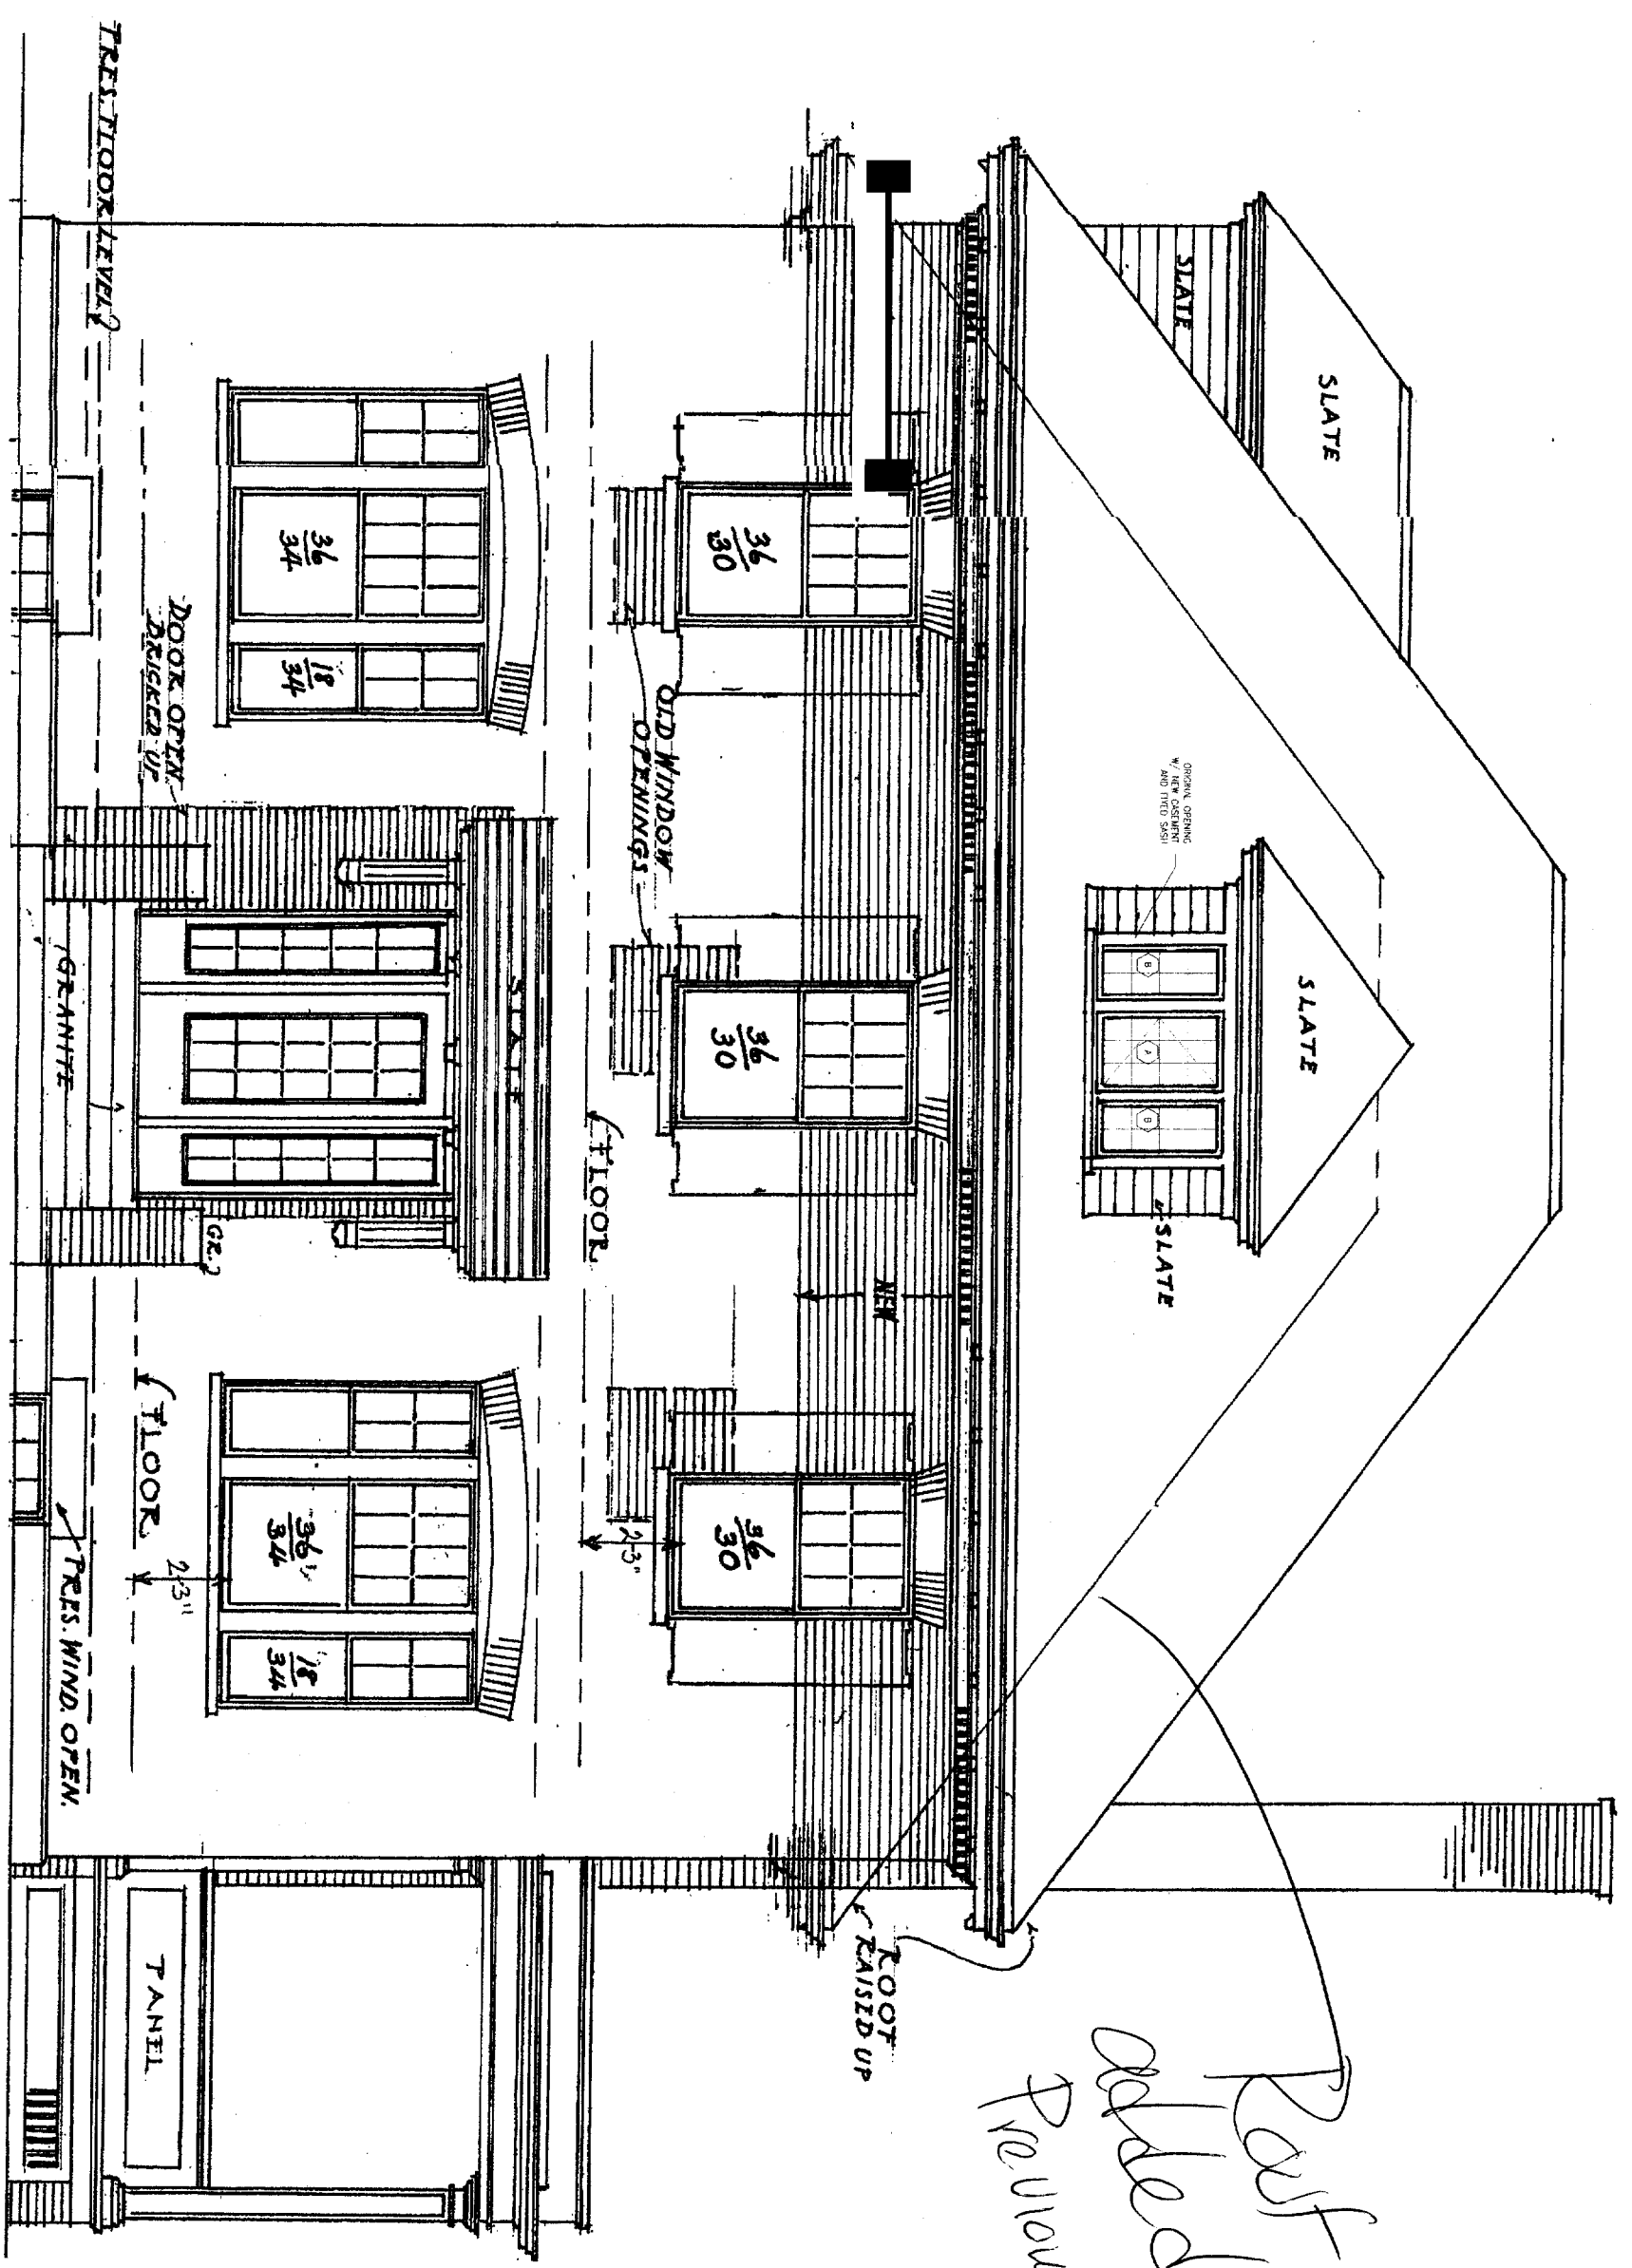 SLATE
SLATE
SLATE
SLATE
ORIGINAL OPENING
W/ NEW CASEMENT
AND FIXED SASH
B
A
B
Roof
added
Previou
NEW
ROOF
RAISED UP
36
30
36
30
36
30
OLD WINDOW
OPENINGS
2-3"
FLOOR
SLATE
36
34
18
34
36
34
18
34
DOOR OPEN.
BRICKED UP
GR.
FLOOR
2-3"
PRES. FLOOR LEVEL
GRANITE
PRES. WIND. OPEN.
PANEL